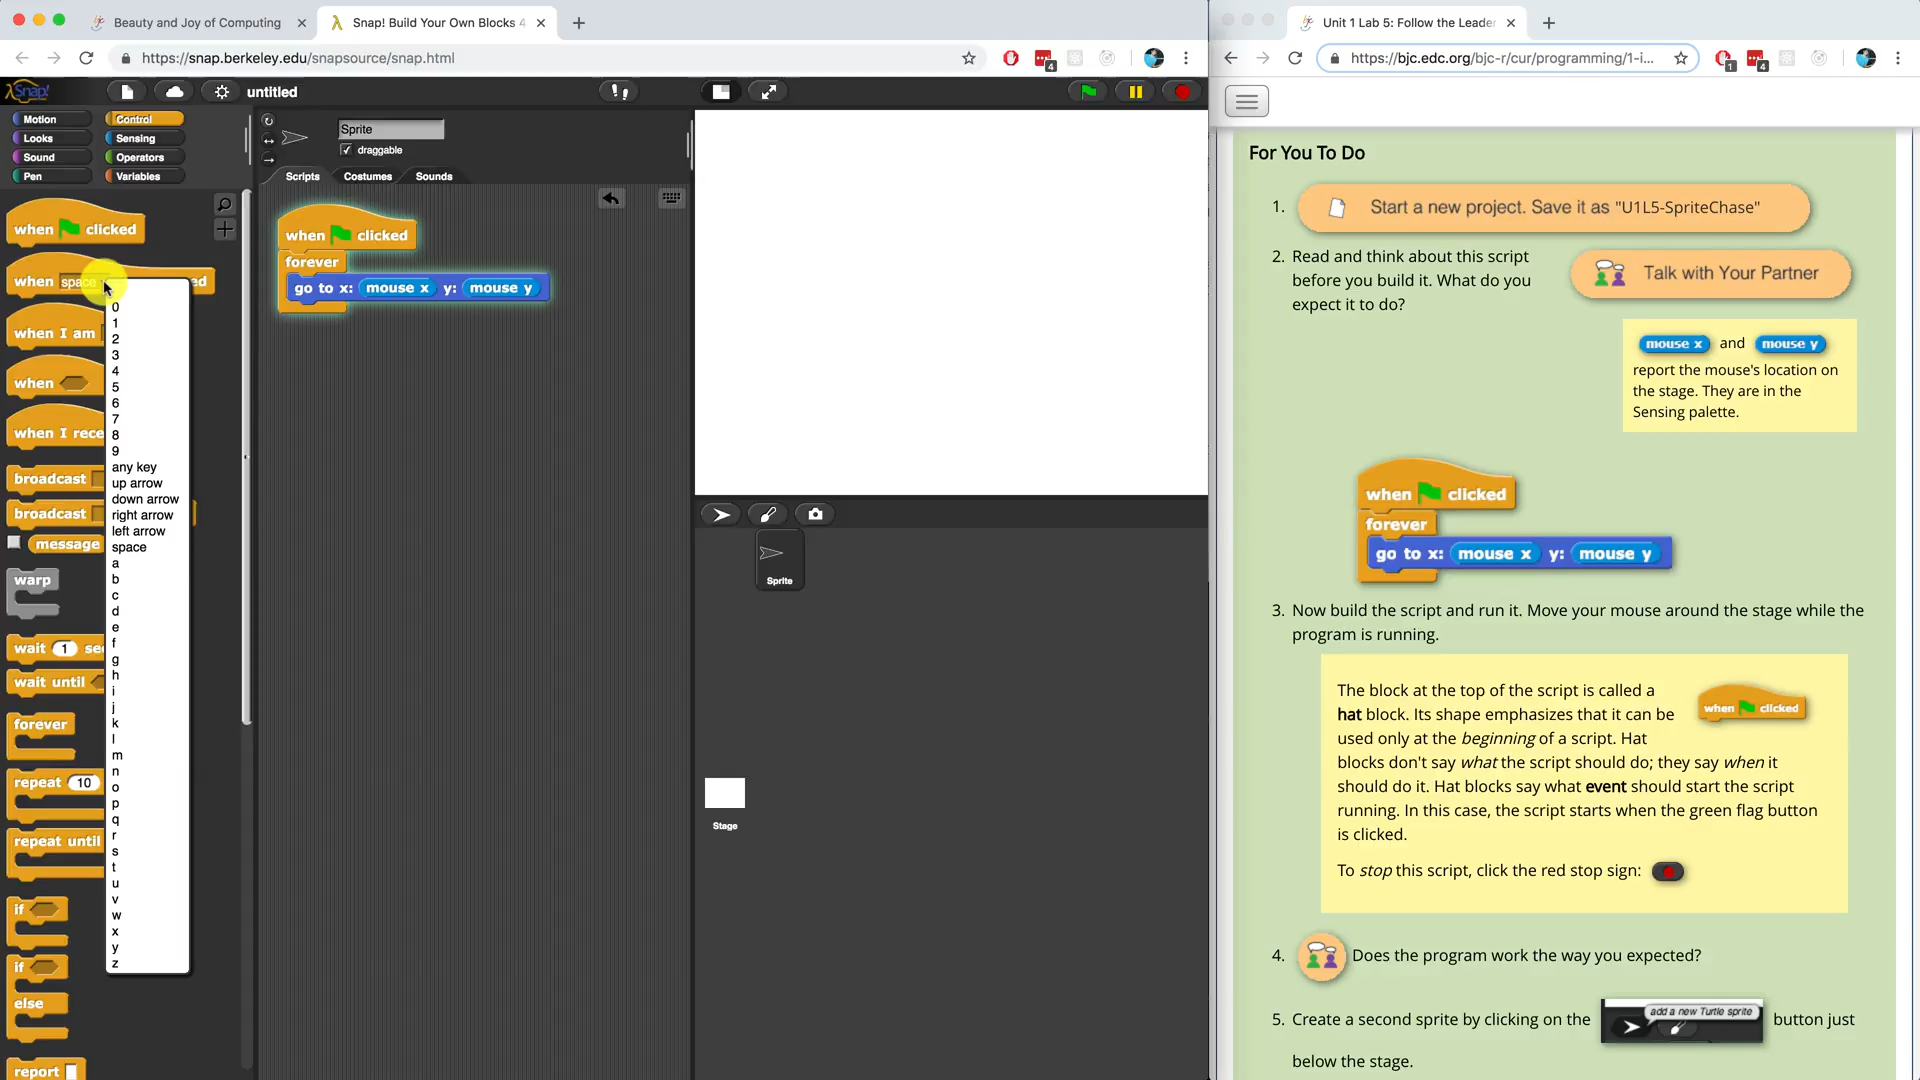 Beauty and Joy of Computing
Snap! Build Your Own Blocks 4
https://snap.berkeley.edu/snapsource/snap.html
4
Snap!
untitled
Motion
Control
Looks
Sensing
Sound
Operators
Pen
Variables
when clicked
when space ed
when I am
when
when I rece
broadcast
broadcast
message
warp
wait 1 se
wait until
forever
repeat 10
repeat until
if
if
else
report
0
1
2
3
4
5
6
7
8
9
any key
up arrow
down arrow
right arrow
left arrow
space
a
b
c
d
e
f
g
h
i
j
k
l
m
n
o
p
q
r
s
t
u
v
w
x
y
z
Sprite
draggable
Scripts
Costumes
Sounds
when clicked
forever
go to x: mouse x y: mouse y
Sprite
Stage
Unit 1 Lab 5: Follow the Leader
https://bjc.edc.org/bjc-r/cur/programming/1-i...
1
4
For You To Do
1. Start a new project. Save it as "U1L5-SpriteChase"
2. Read and think about this script
before you build it. What do you
expect it to do?
Talk with Your Partner
mouse x and mouse y
report the mouse's location on
the stage. They are in the
Sensing palette.
when clicked
forever
go to x: mouse x y: mouse y
3. Now build the script and run it. Move your mouse around the stage while the
program is running.
The block at the top of the script is called a
hat block. Its shape emphasizes that it can be
used only at the beginning of a script. Hat
blocks don't say what the script should do; they say when it
should do it. Hat blocks say what event should start the script
running. In this case, the script starts when the green flag button
is clicked.
when clicked
To stop this script, click the red stop sign:
4. Does the program work the way you expected?
5. Create a second sprite by clicking on the
add a new Turtle sprite
button just
below the stage.